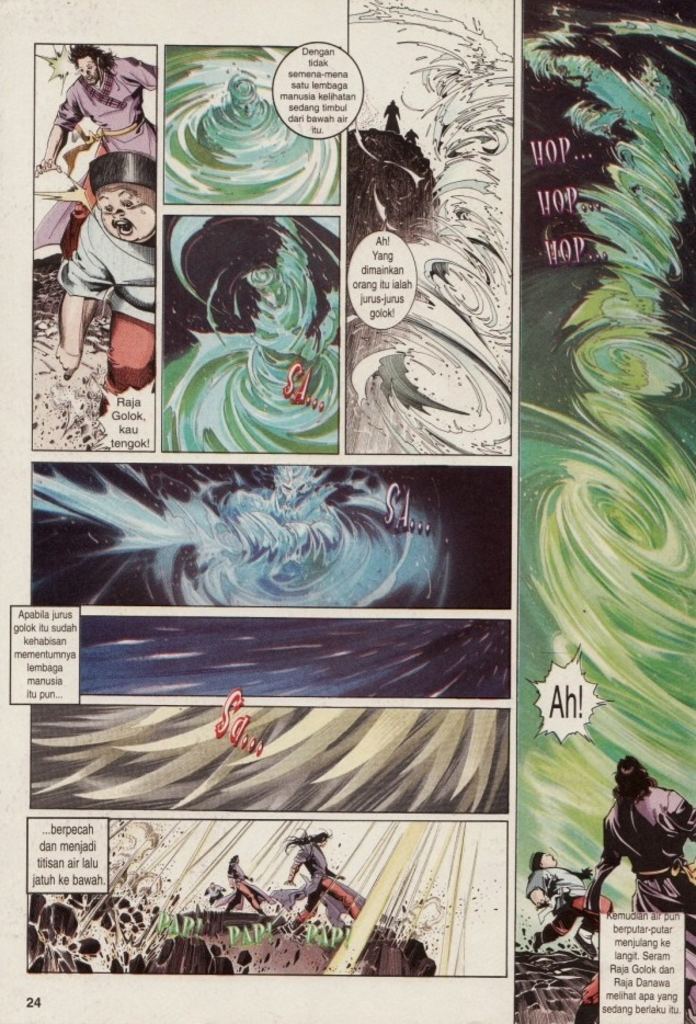 Raja
Golok,
kau
tengok!
Dengan
tidak
semena-mena
satu lembaga
manusia kelihatan
sedang timbul
dari bawah air
itu.
SA...
Ah!
Yang
dimainkan
orang itu ialah
jurus-jurus
golok!
SA...
Apabila jurus
golok itu sudah
kehabisan
mementumnya
lembaga
manusia
itu pun...
Sa...
...berpecah
dan menjadi
titisan air lalu
jatuh ke bawah.
PAP!
PAP!
PAP!
HOP...
HOP...
HOP...
Ah!
Kemudian air pun
berputar-putar
menjulang ke
langit. Seram
Raja Golok dan
Raja Danawa
melihat apa yang
sedang berlaku itu.
24